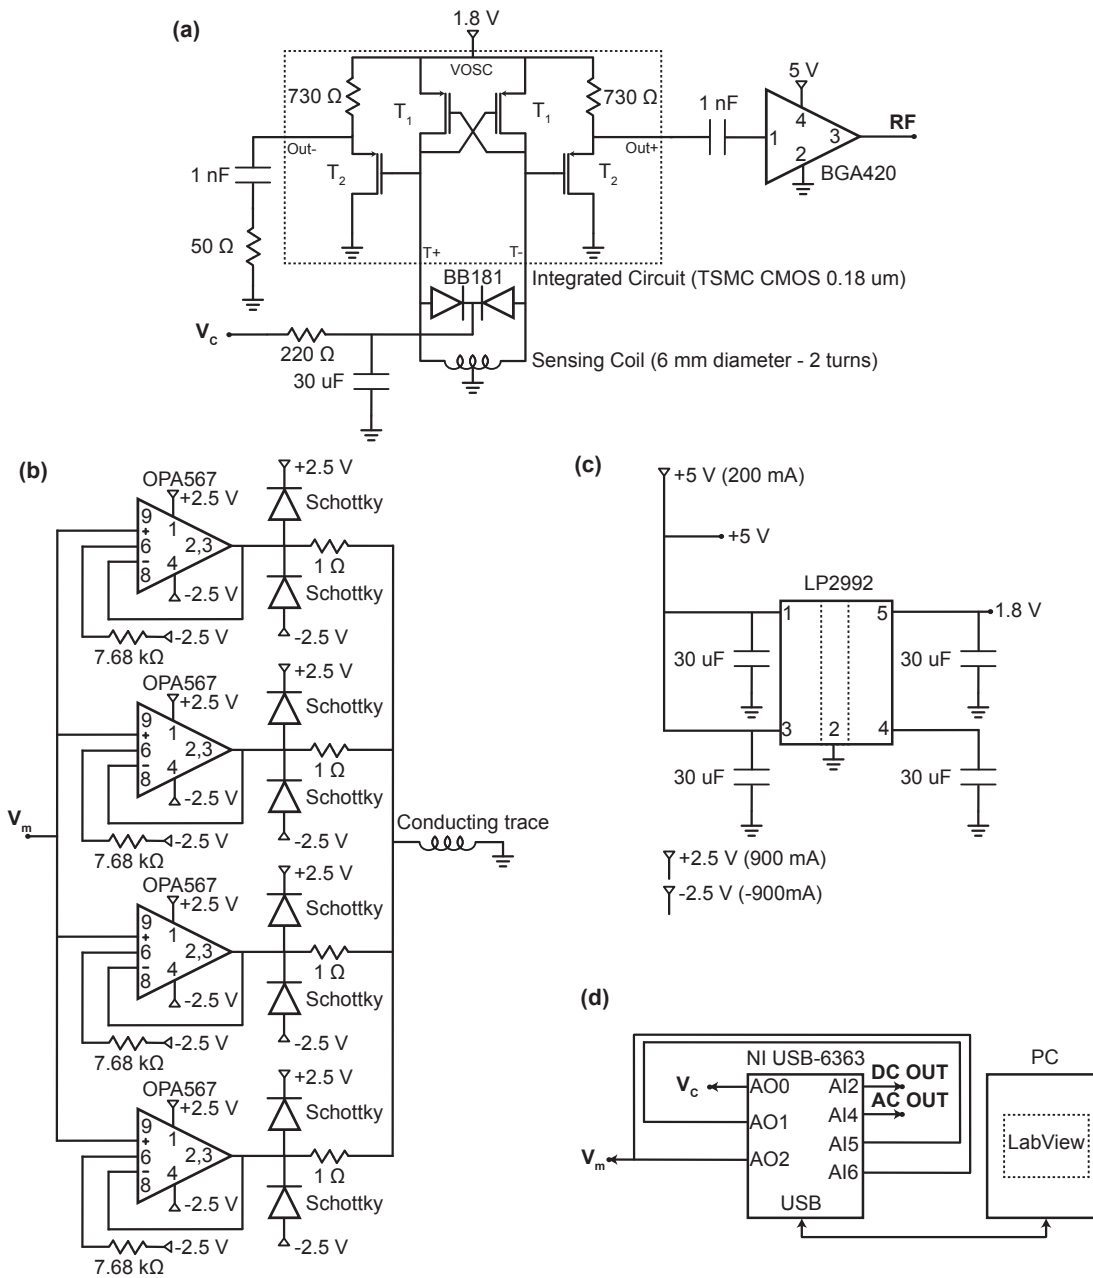 (a)
1.8 V
VOSC
730 Ω
T1
T1
730 Ω
Out-
Out+
T2
T2
1 nF
50 Ω
T+
T-
1 nF
5 V
1
4
3
2
RF
BGA420
BB181
Integrated Circuit (TSMC CMOS 0.18 um)
Vc
220 Ω
30 uF
Sensing Coil (6 mm diameter - 2 turns)
(b)
OPA567
+2.5 V
9
+
1
6
2,3
-
4
8
-2.5 V
-2.5 V
7.68 kΩ
+2.5 V
Schottky
1 Ω
Schottky
-2.5 V
OPA567
+2.5 V
9
+
1
6
2,3
-
4
8
-2.5 V
-2.5 V
7.68 kΩ
+2.5 V
Schottky
1 Ω
Schottky
-2.5 V
Vm
Conducting trace
OPA567
+2.5 V
9
+
1
6
2,3
-
4
8
-2.5 V
-2.5 V
7.68 kΩ
+2.5 V
Schottky
1 Ω
Schottky
-2.5 V
OPA567
+2.5 V
9
+
1
6
2,3
-
4
8
-2.5 V
-2.5 V
7.68 kΩ
+2.5 V
Schottky
1 Ω
Schottky
-2.5 V
(c)
+5 V (200 mA)
+5 V
LP2992
1
5
1.8 V
30 uF
30 uF
3
2
4
30 uF
30 uF
+2.5 V (900 mA)
-2.5 V (-900mA)
(d)
NI USB-6363
PC
Vc
AO0
AI2
DC OUT
AO1
AI4
AC OUT
AI5
Vm
AO2
AI6
USB
LabView